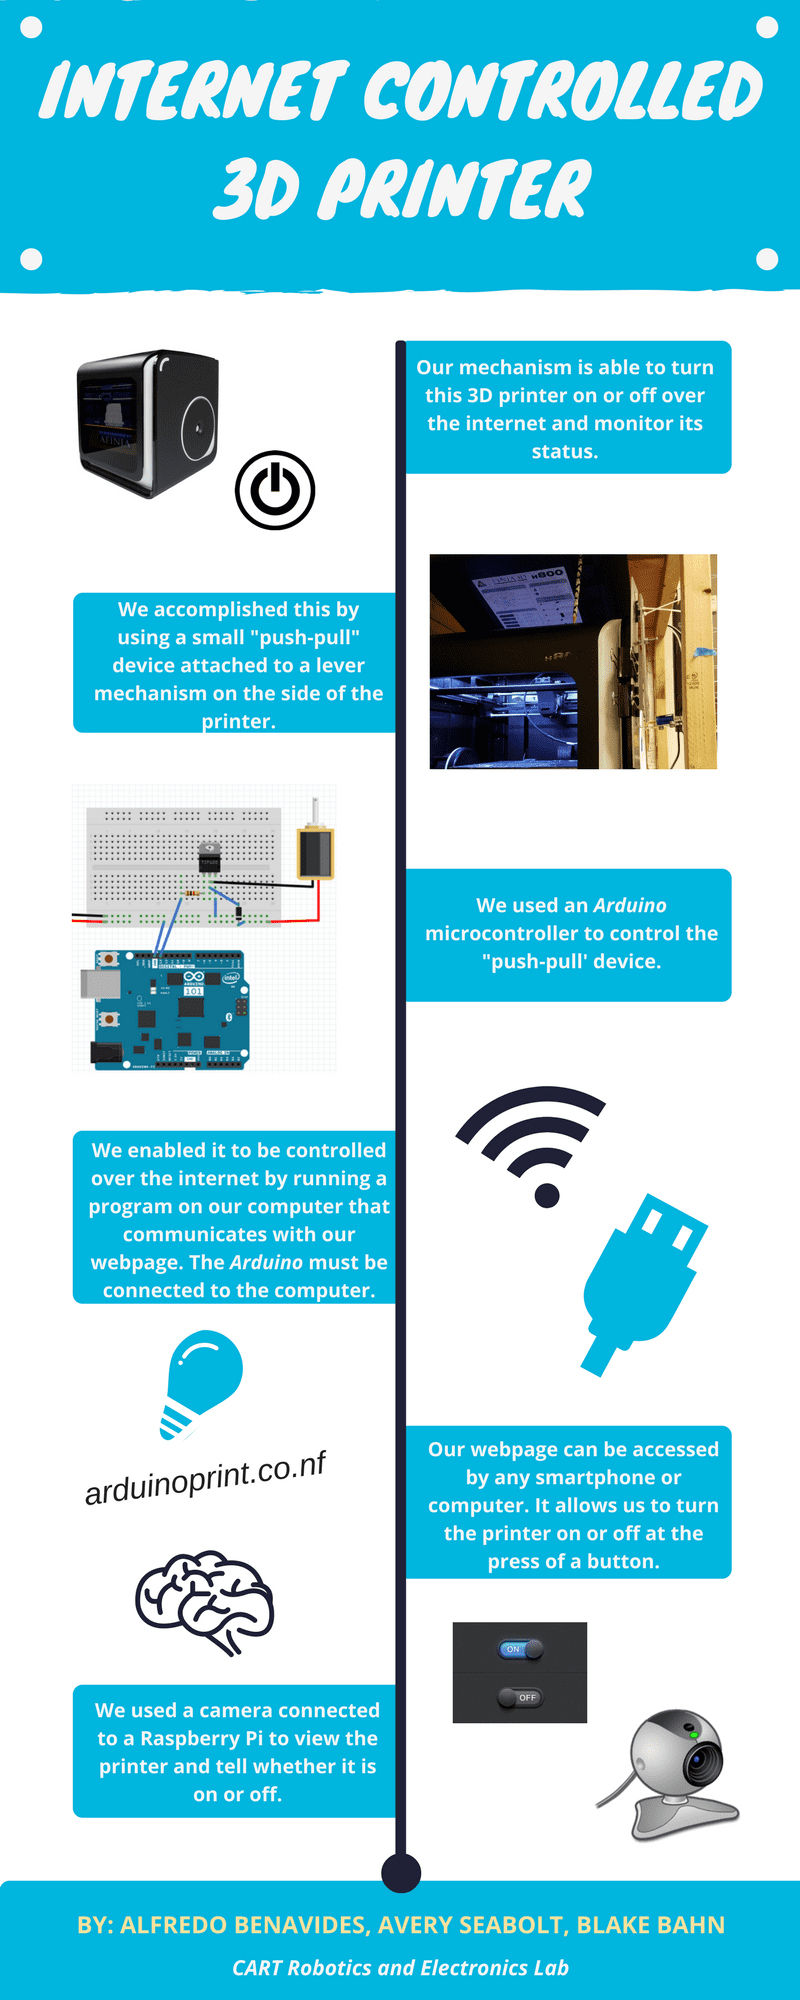 INTERNET CONTROLLED
3D PRINTER
Our mechanism is able to turn
this 3D printer on or off over
the internet and monitor its
status.
AFINIA
We accomplished this by
using a small "push-pull"
device attached to a lever
mechanism on the side of the
printer.
H800
We used an Arduino
microcontroller to control the
"push-pull' device.
ARDUINO
101
intel
We enabled it to be controlled
over the internet by running a
program on our computer that
communicates with our
webpage. The Arduino must be
connected to the computer.
arduinoprint.co.nf
Our webpage can be accessed
by any smartphone or
computer. It allows us to turn
the printer on or off at the
press of a button.
ON
OFF
We used a camera connected
to a Raspberry Pi to view the
printer and tell whether it is
on or off.
BY: ALFREDO BENAVIDES, AVERY SEABOLT, BLAKE BAHN
CART Robotics and Electronics Lab